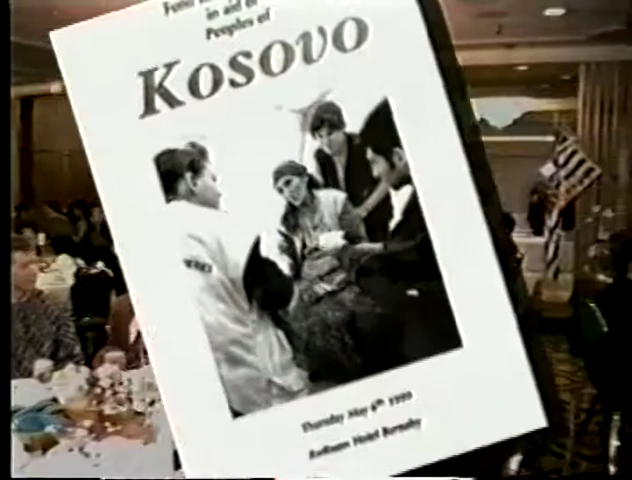 in aid of
Peoples of
KOSOVO
Thursday May 6th 1999
Radisson Hotel Burnaby